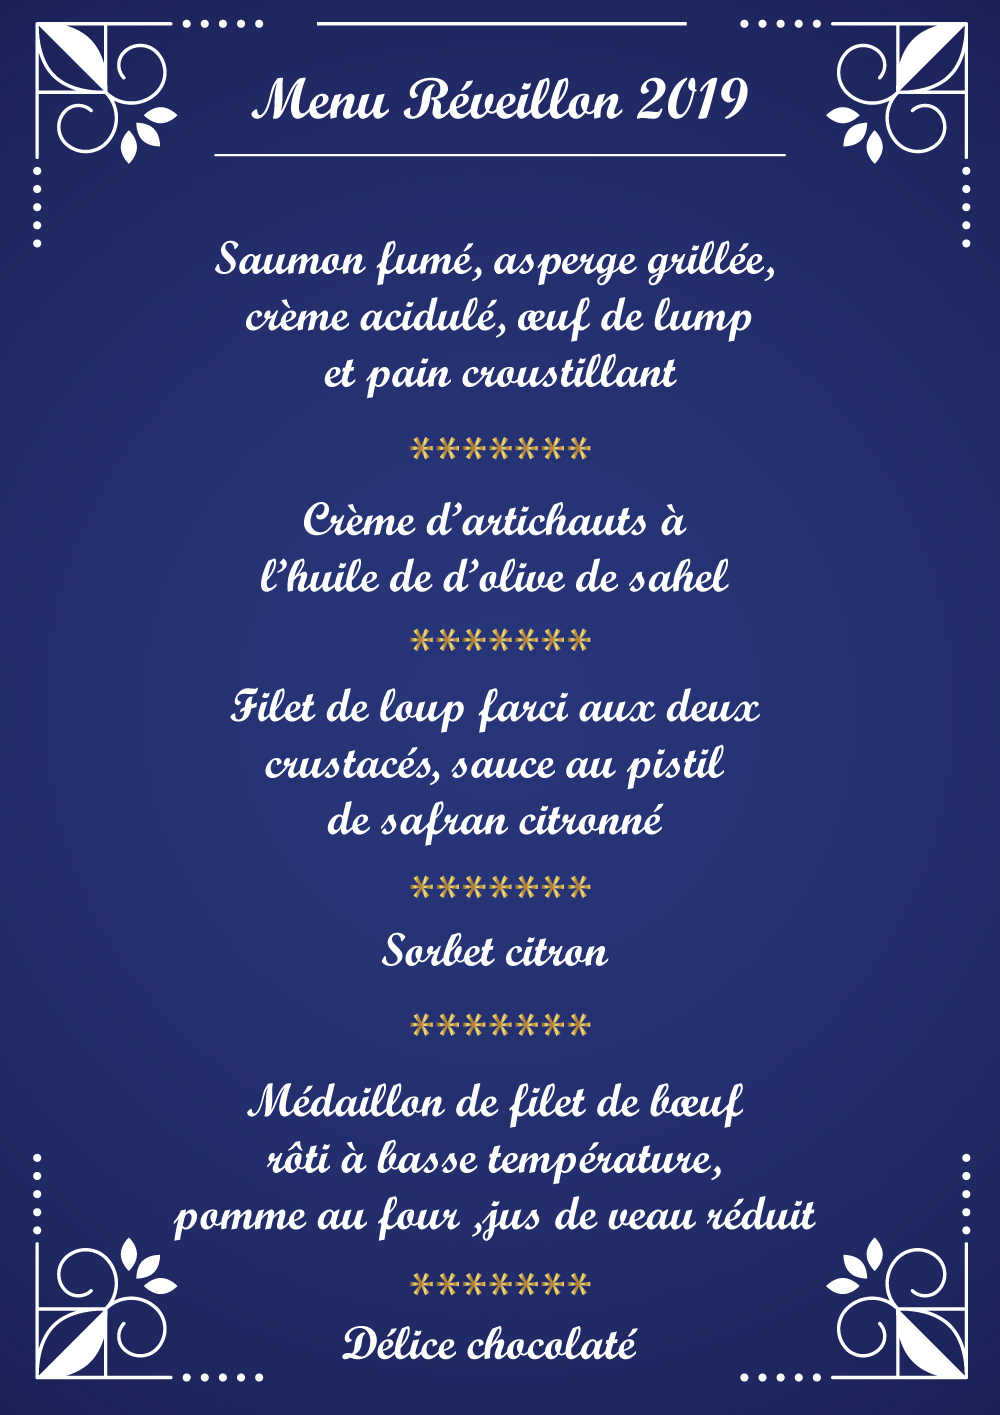 Menu Réveillon 2019
Saumon fumé, asperge grillée,
crème acidulé, œuf de lump
et pain croustillant
*******
Crème d’artichauts à
l’huile de d’olive de sahel
*******
Filet de loup farci aux deux
crustacés, sauce au pistil
de safran citronné
*******
Sorbet citron
*******
Médaillon de filet de bœuf
rôti à basse température,
pomme au four ,jus de veau réduit
*******
Délice chocolaté